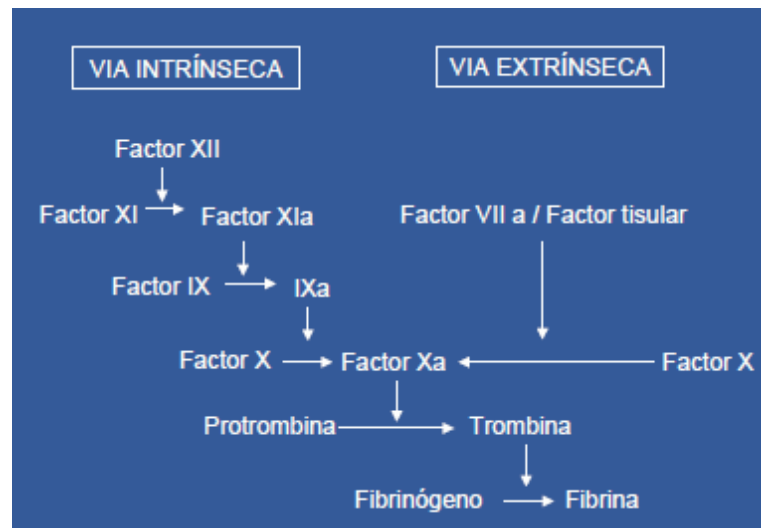 VIA INTRÍNSECA VIA EXTRÍNSECA
Factor XII
Factor XI Factor XIa Factor VII a / Factor tisular
Factor IX IXa
Factor X Factor Xa Factor X
Protrombina Trombina
Fibrinógeno Fibrina